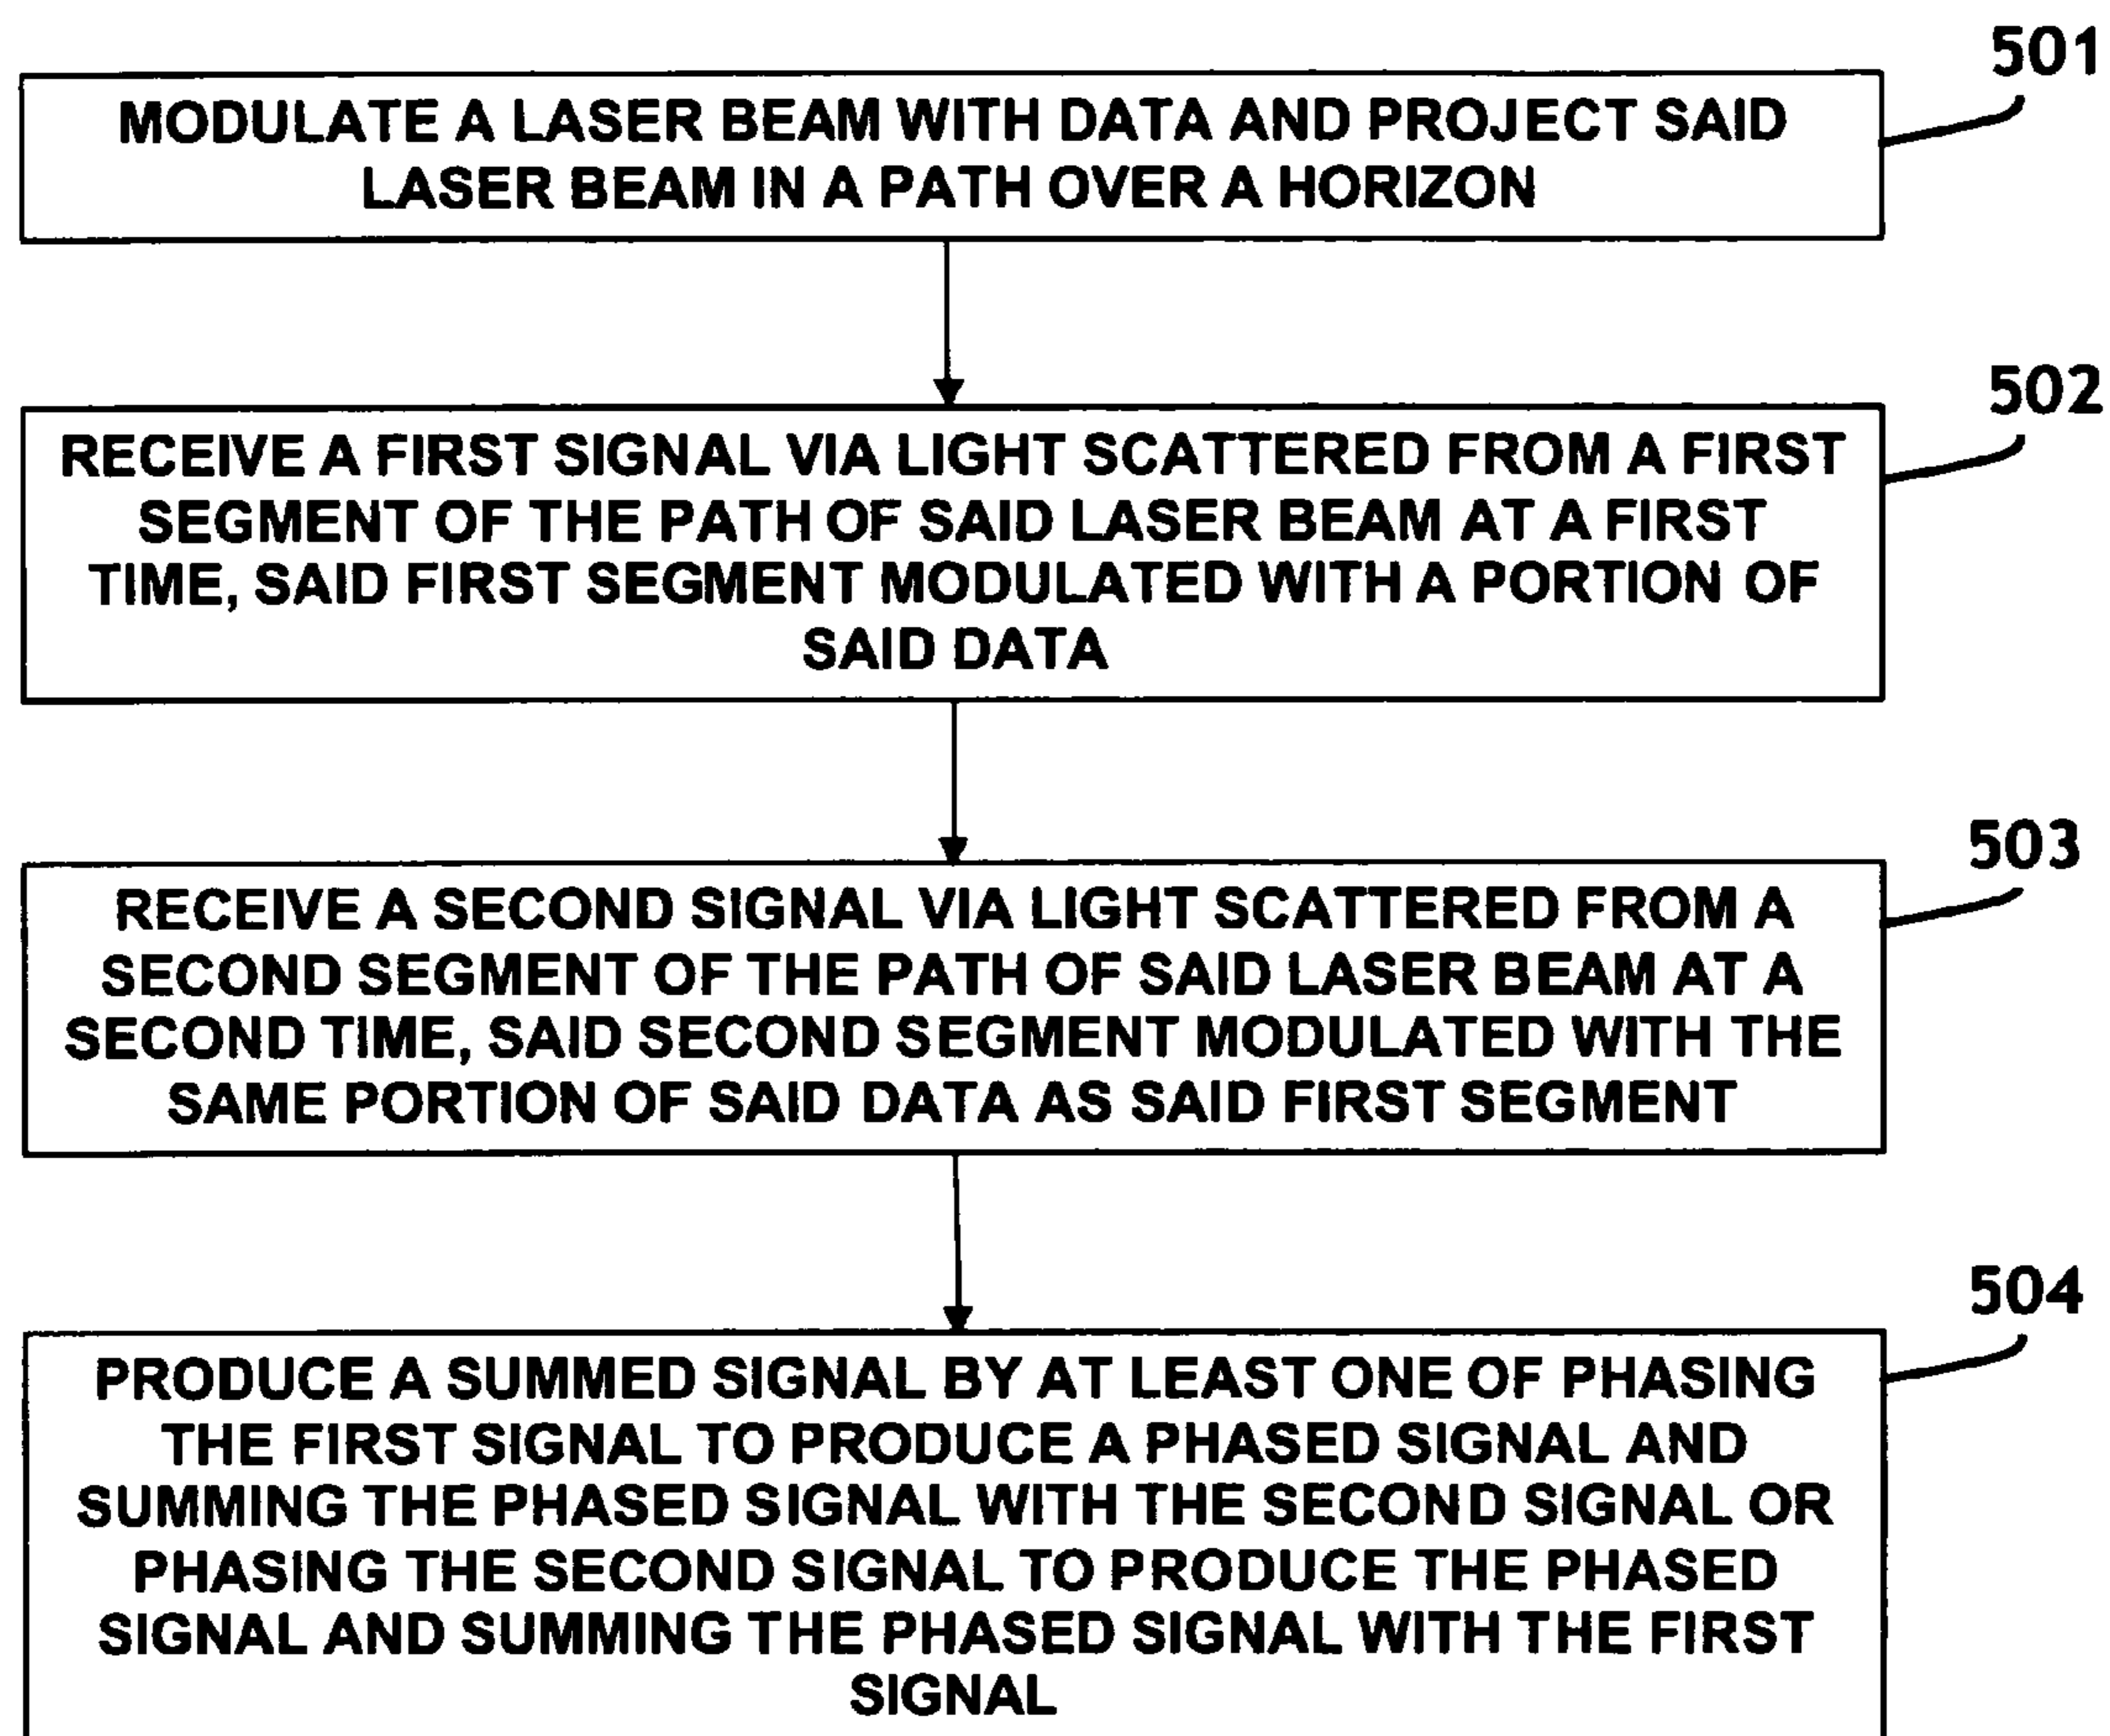 501
MODULATE A LASER BEAM WITH DATA AND PROJECT SAID
LASER BEAM IN A PATH OVER A HORIZON
502
RECEIVE A FIRST SIGNAL VIA LIGHT SCATTERED FROM A FIRST
SEGMENT OF THE PATH OF SAID LASER BEAM AT A FIRST
TIME, SAID FIRST SEGMENT MODULATED WITH A PORTION OF
SAID DATA
503
RECEIVE A SECOND SIGNAL VIA LIGHT SCATTERED FROM A
SECOND SEGMENT OF THE PATH OF SAID LASER BEAM AT A
SECOND TIME, SAID SECOND SEGMENT MODULATED WITH THE
SAME PORTION OF SAID DATA AS SAID FIRST SEGMENT
504
PRODUCE A SUMMED SIGNAL BY AT LEAST ONE OF PHASING
THE FIRST SIGNAL TO PRODUCE A PHASED SIGNAL AND
SUMMING THE PHASED SIGNAL WITH THE SECOND SIGNAL OR
PHASING THE SECOND SIGNAL TO PRODUCE THE PHASED
SIGNAL AND SUMMING THE PHASED SIGNAL WITH THE FIRST
SIGNAL